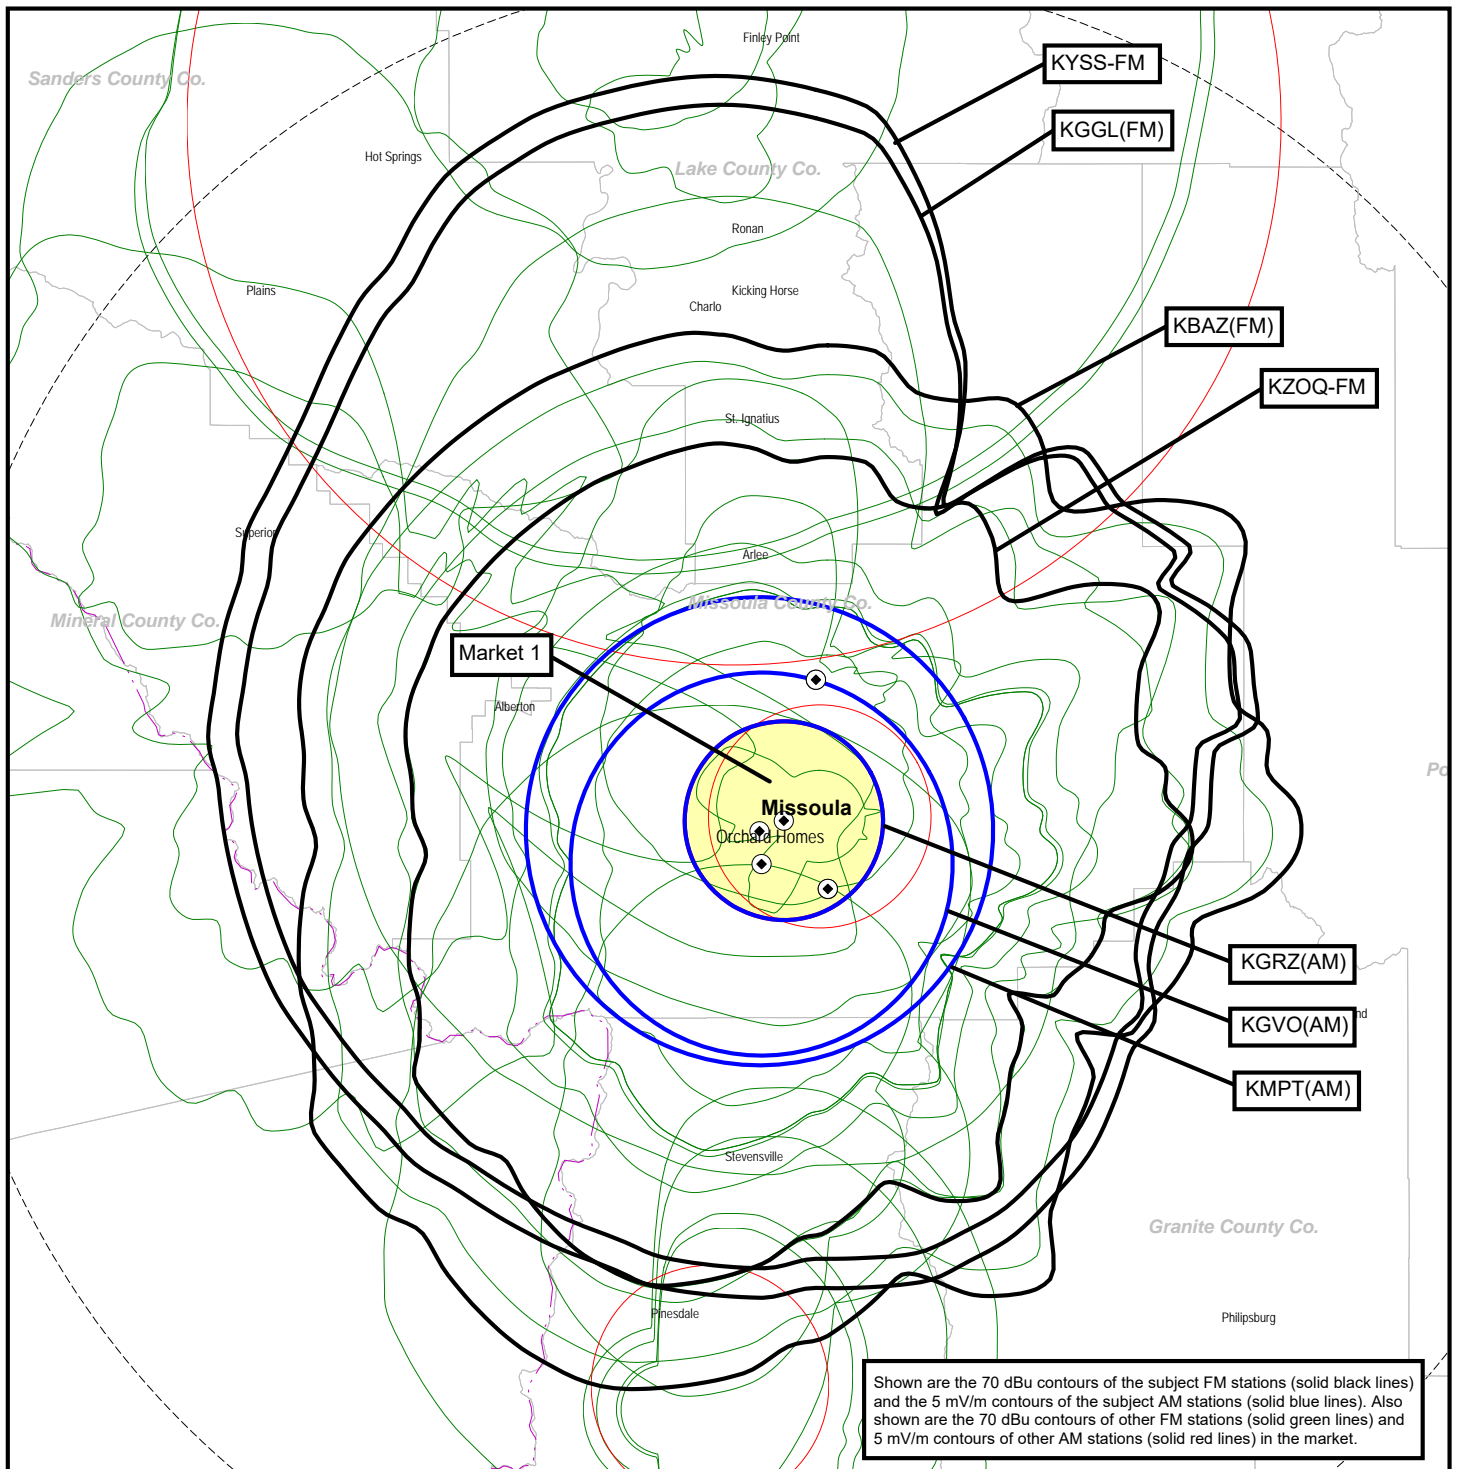 Finley Point
KYSS-FM
Sanders County Co.
KGGL(FM)
Hot Springs
Lake County Co.
Ronan
Plains
Kicking Horse
Charlo
KBAZ(FM)
KZOQ-FM
St. Ignatius
Superior
Arlee
Missoula County Co.
Mineral County Co.
Market 1
Alberton
Po
Missoula
Orchard Homes
KGRZ(AM)
KGVO(AM)
nd
KMPT(AM)
Stevensville
Granite County Co.
Pinesdale
Philipsburg
Shown are the 70 dBu contours of the subject FM stations (solid black lines)
and the 5 mV/m contours of the subject AM stations (solid blue lines). Also
shown are the 70 dBu contours of other FM stations (solid green lines) and
5 mV/m contours of other AM stations (solid red lines) in the market.